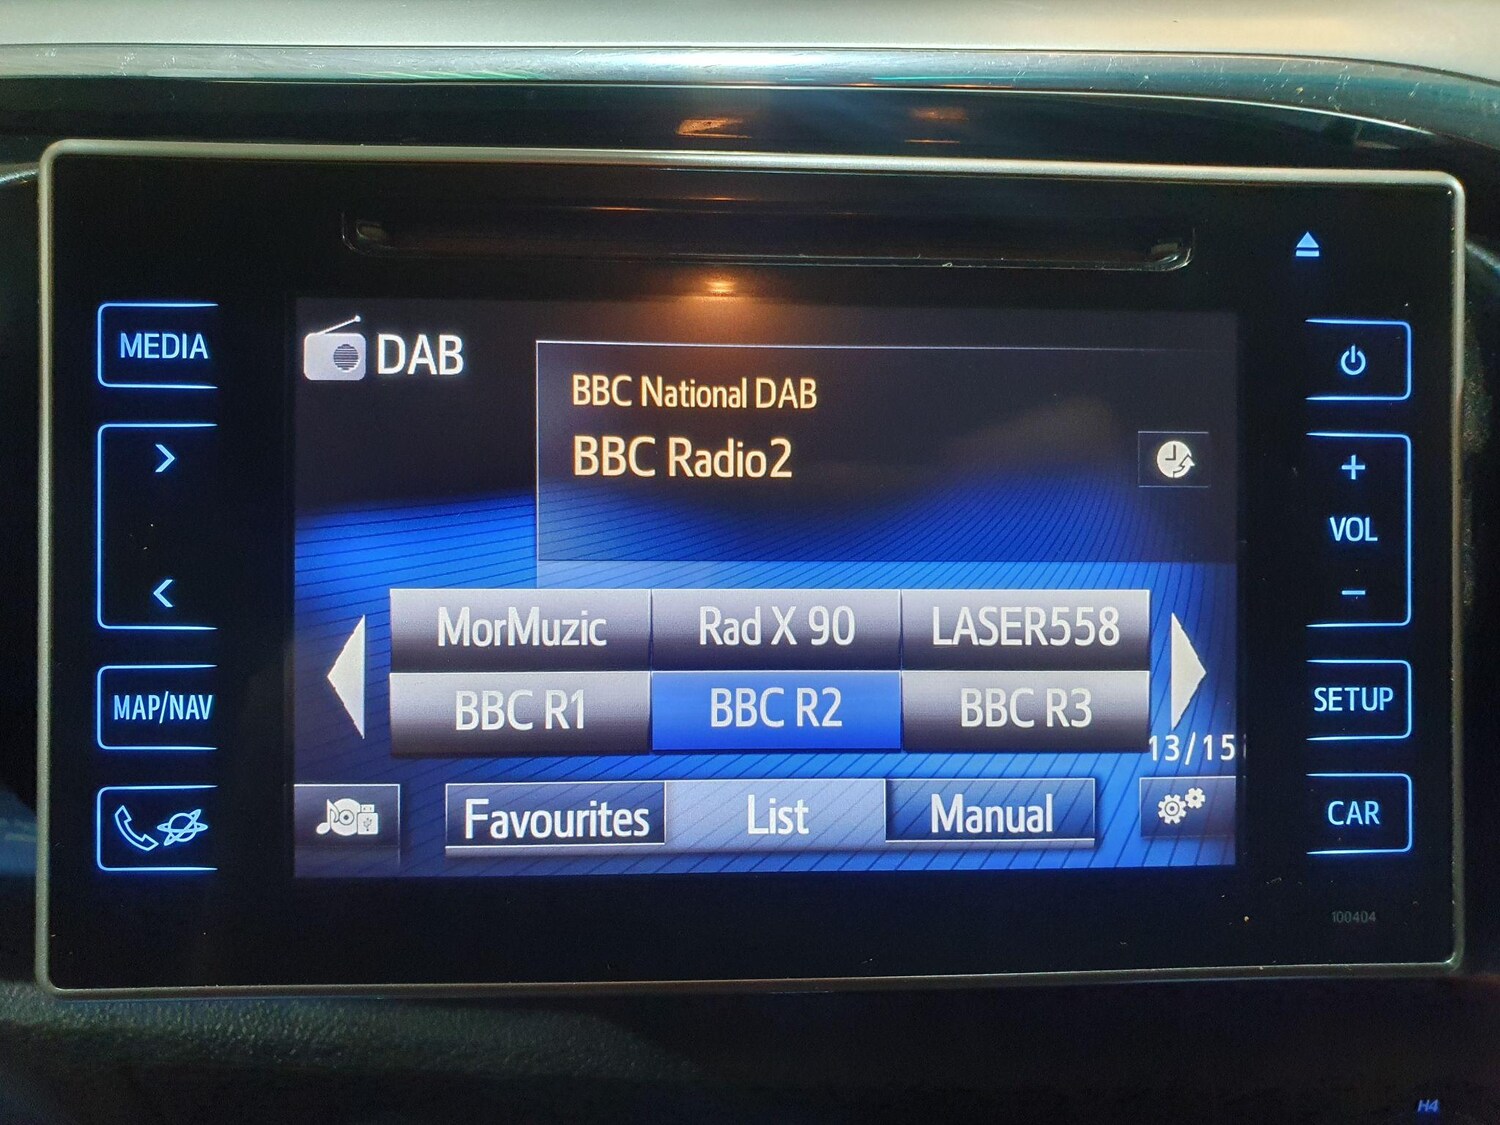 MEDIA
MAP/NAV
DAB
BBC National DAB
BBC Radio2
MorMuzic
Rad X 90
LASER558
BBC R1
BBC R2
BBC R3
13/15
Favourites
List
Manual
+
VOL
−
SETUP
CAR
100404
H4